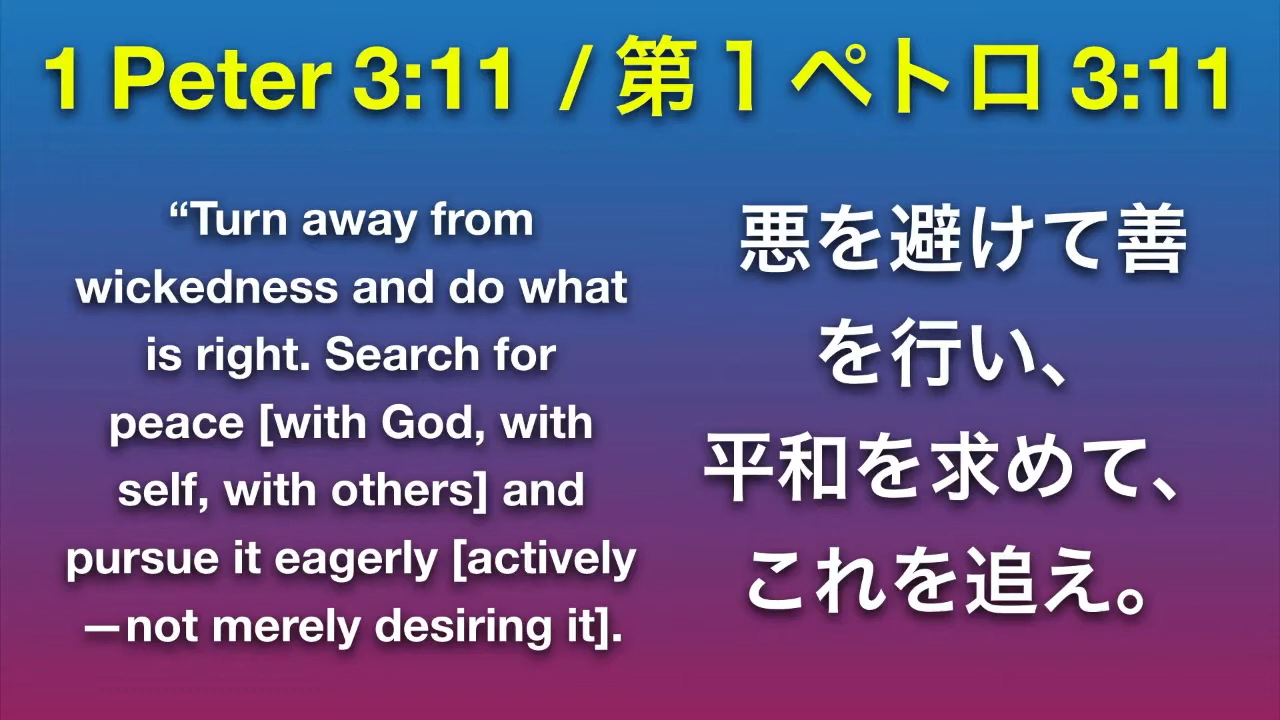 1 Peter 3:11 / 第１ペトロ 3:11
“Turn away from
wickedness and do what
is right. Search for
peace [with God, with
self, with others] and
pursue it eagerly [actively
—not merely desiring it].
悪を避けて善
を行い、
平和を求めて、
これを追え。